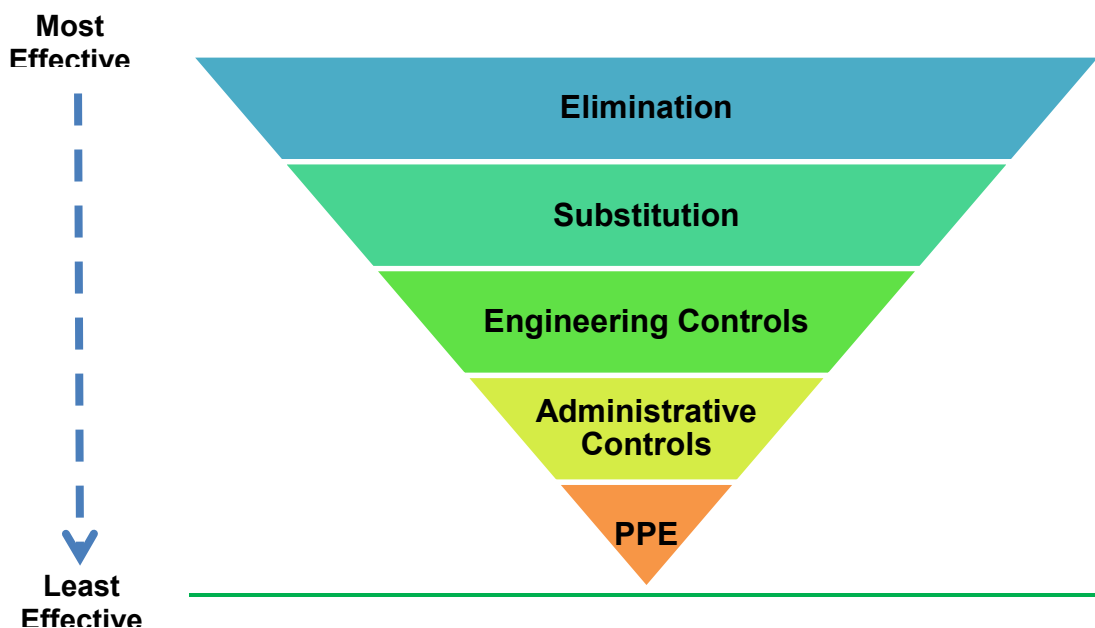 Most
Effective
Elimination
Substitution
Engineering Controls
Administrative
Controls
PPE
Least
Effective